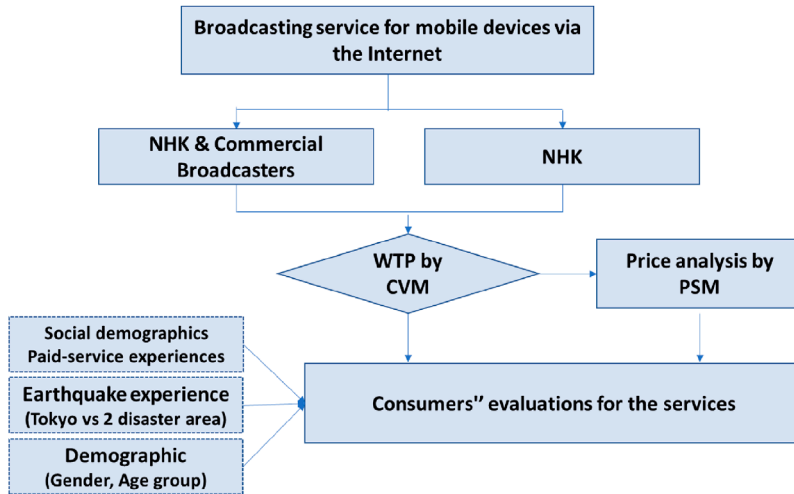 Broadcasting service for mobile devices via
the Internet
NHK & Commercial
Broadcasters
NHK
WTP by
CVM
Price analysis by
PSM
Social demographics
Paid-service experiences
Earthquake experience
(Tokyo vs 2 disaster area)
Demographic
(Gender, Age group)
Consumers'' evaluations for the services